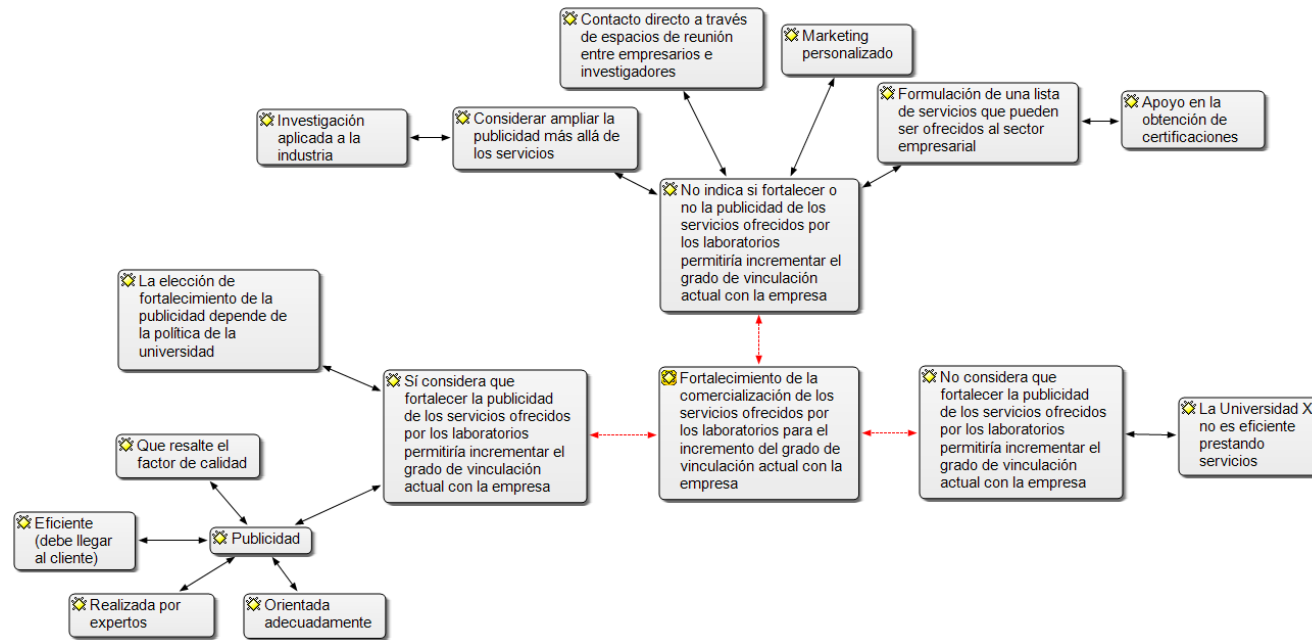 Contacto directo a través
de espacios de reunión
entre empresarios e
investigadores
Marketing
personalizado
Formulación de una lista
de servicios que pueden
ser ofrecidos al sector
empresarial
Apoyo en la
obtención de
certificaciones
Investigación
aplicada a la
industria
Considerar ampliar la
publicidad más allá de
los servicios
No indica si fortalecer o
no la publicidad de los
servicios ofrecidos por
los laboratorios
permitiría incrementar el
grado de vinculación
actual con la empresa
La elección de
fortalecimiento de la
publicidad depende de
la política de la
universidad
Sí considera que
fortalecer la publicidad
de los servicios ofrecidos
por los laboratorios
permitiría incrementar el
grado de vinculación
actual con la empresa
Fortalecimiento de la
comercialización de los
servicios ofrecidos por
los laboratorios para el
incremento del grado de
vinculación actual con la
empresa
No considera que
fortalecer la publicidad
de los servicios ofrecidos
por los laboratorios
permitiría incrementar el
grado de vinculación
actual con la empresa
La Universidad X
no es eficiente
prestando
servicios
Que resalte el
factor de calidad
Eficiente
(debe llegar
al cliente)
Publicidad
Realizada por
expertos
Orientada
adecuadamente